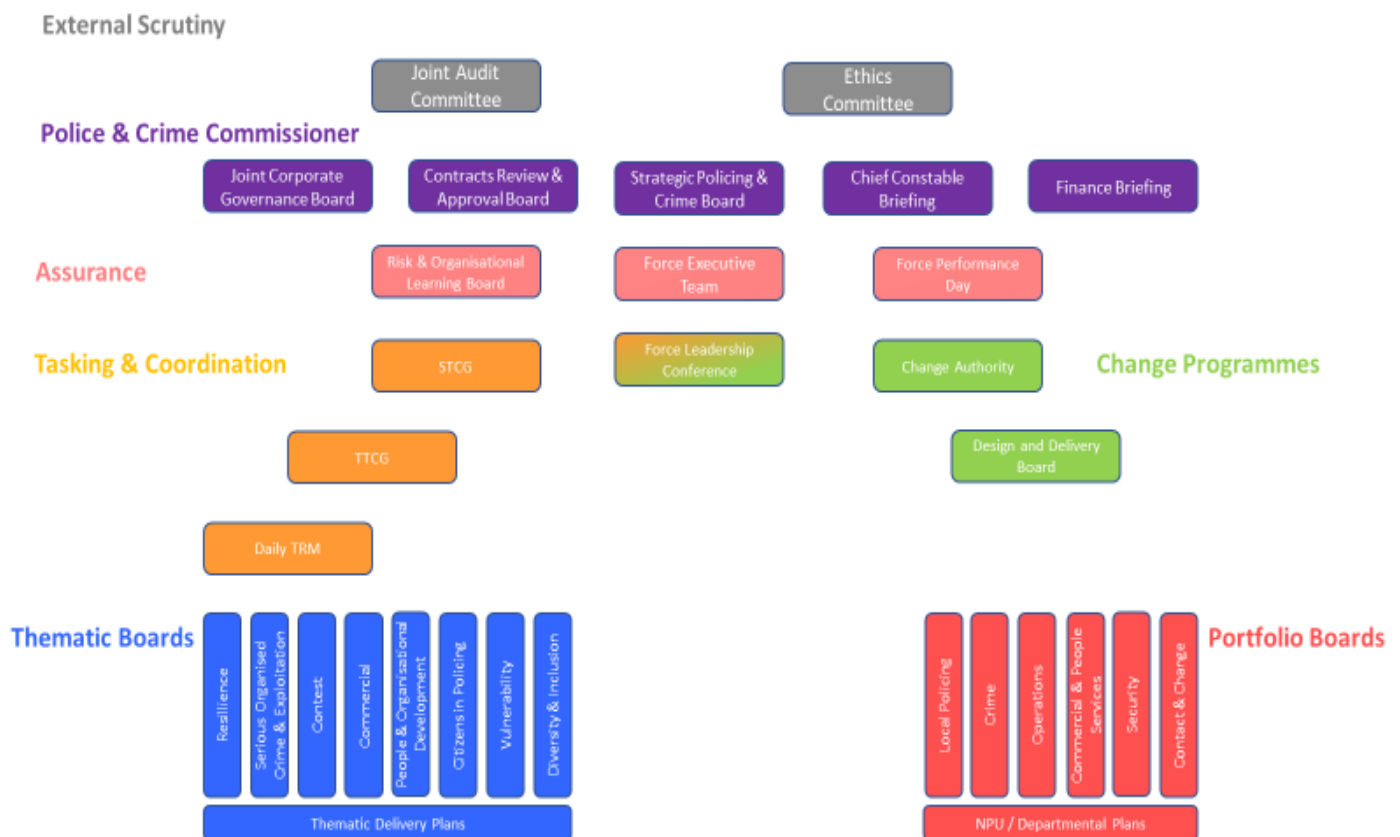 External Scrutiny
Joint Audit
Committee
Ethics
Committee
Police & Crime Commissioner
Joint Corporate
Governance Board
Contracts Review &
Approval Board
Strategic Policing &
Crime Board
Chief Constable
Briefing
Finance Briefing
Assurance
Risk & Organisational
Learning Board
Force Executive
Team
Force Performance
Day
Tasking & Coordination
STCG
Force Leadership
Conference
Change Authority
Change Programmes
TTCG
Design and Delivery
Board
Daily TRM
Thematic Boards
Resilience
Serious Organised
Crime & Exploitation
Contest
Commercial
People & Organisational
Development
Citizens in Policing
Vulnerability
Diversity & Inclusion
Thematic Delivery Plans
Local Policing
Crime
Operations
Commercial & People
Services
Security
Contact & Change
Portfolio Boards
NPU / Departmental Plans